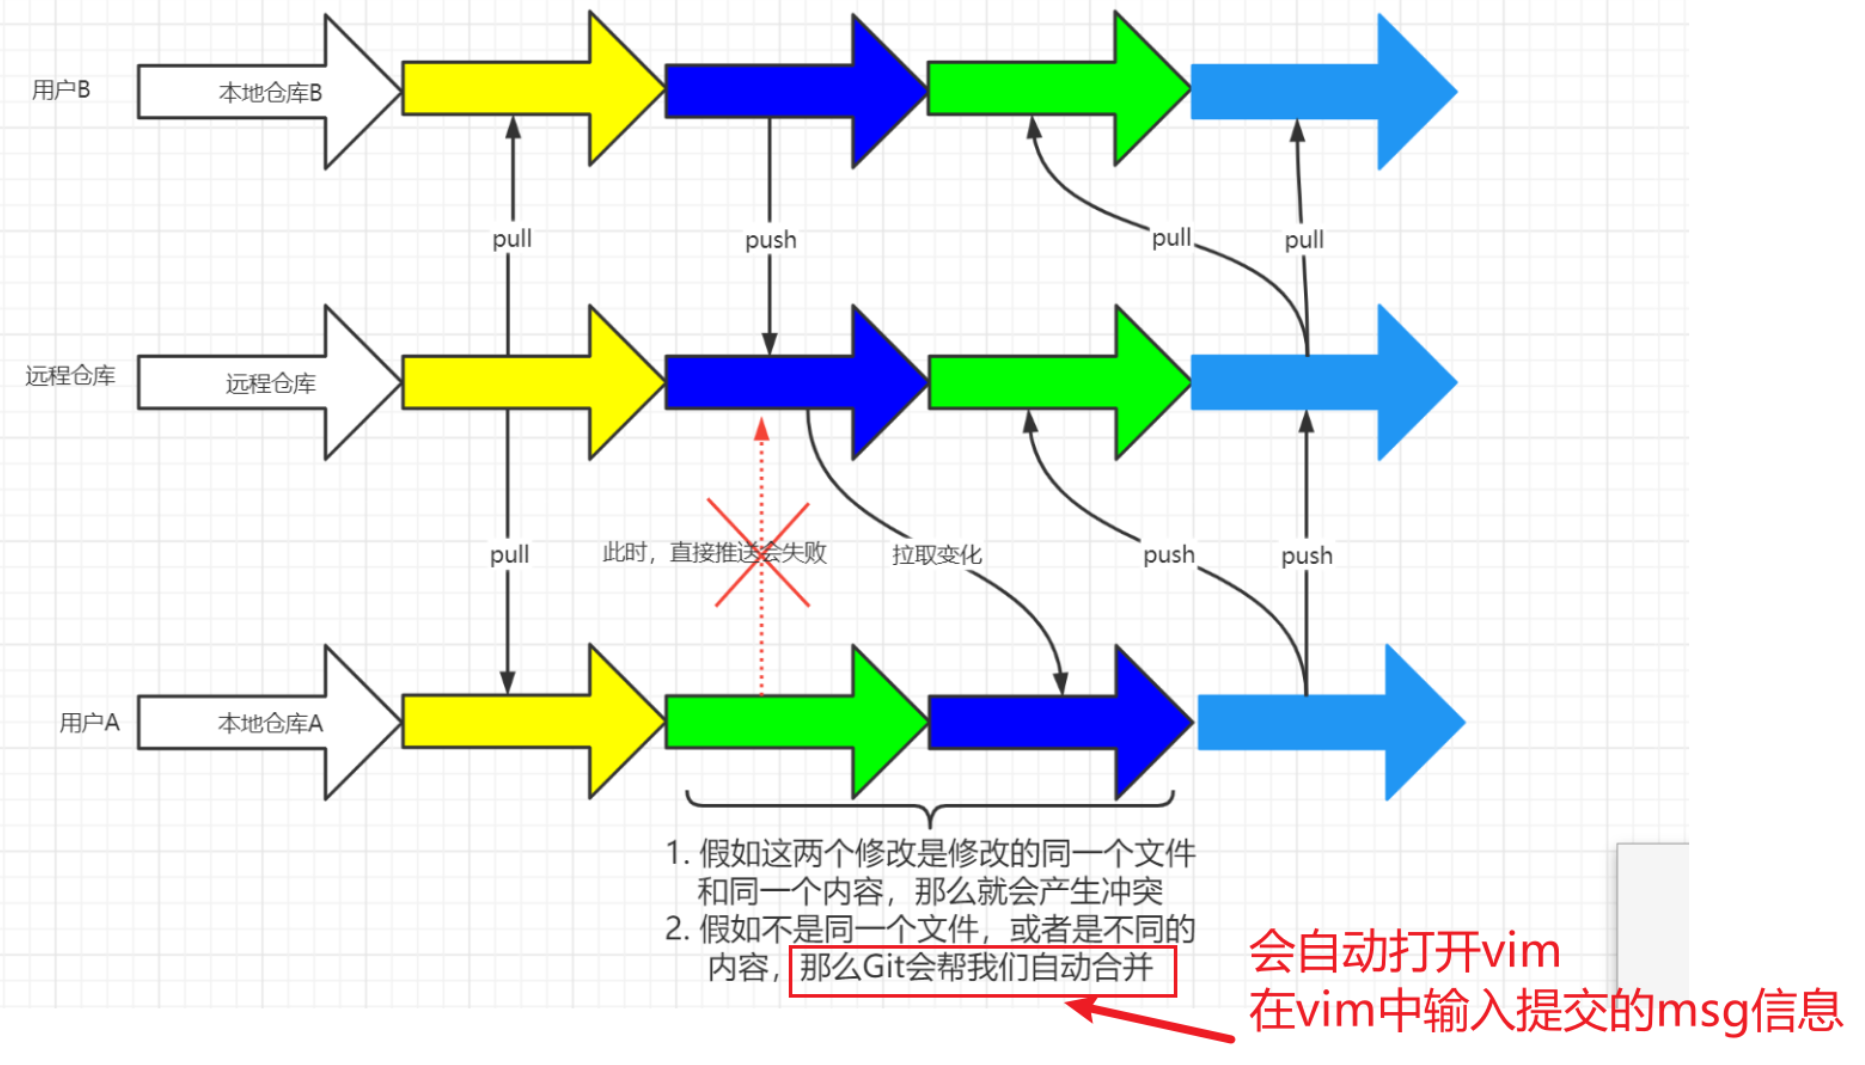 用户B
本地仓库B
pull
push
pull
pull
远程仓库
远程仓库
pull
此时，直接推送会失败
拉取变化
push
push
用户A
本地仓库A
1. 假如这两个修改是修改的同一个文件
和同一个内容，那么就会产生冲突
2. 假如不是同一个文件，或者是不同的
内容，那么Git会帮我们自动合并
会自动打开vim
在vim中输入提交的msg信息